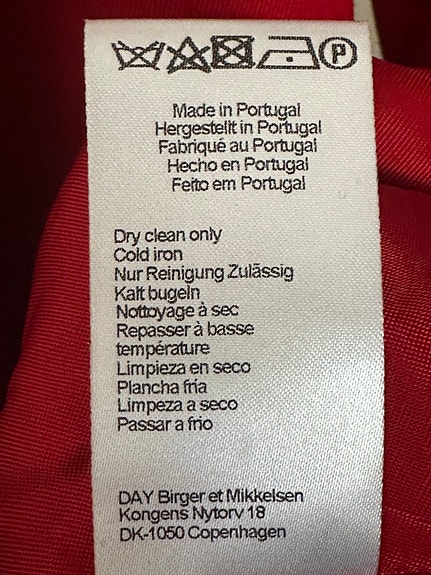 P
Made in Portugal
Hergestellt in Portugal
Fabriqué au Portugal
Hecho en Portugal
Feito em Portugal
Dry clean only
Cold iron
Nur Reinigung Zulässig
Kalt bugeln
Nottoyage à sec
Repasser à basse
température
Limpieza en seco
Plancha fria
Limpeza a seco
Passar a frio
DAY Birger et Mikkelsen
Kongens Nytorv 18
DK-1050 Copenhagen